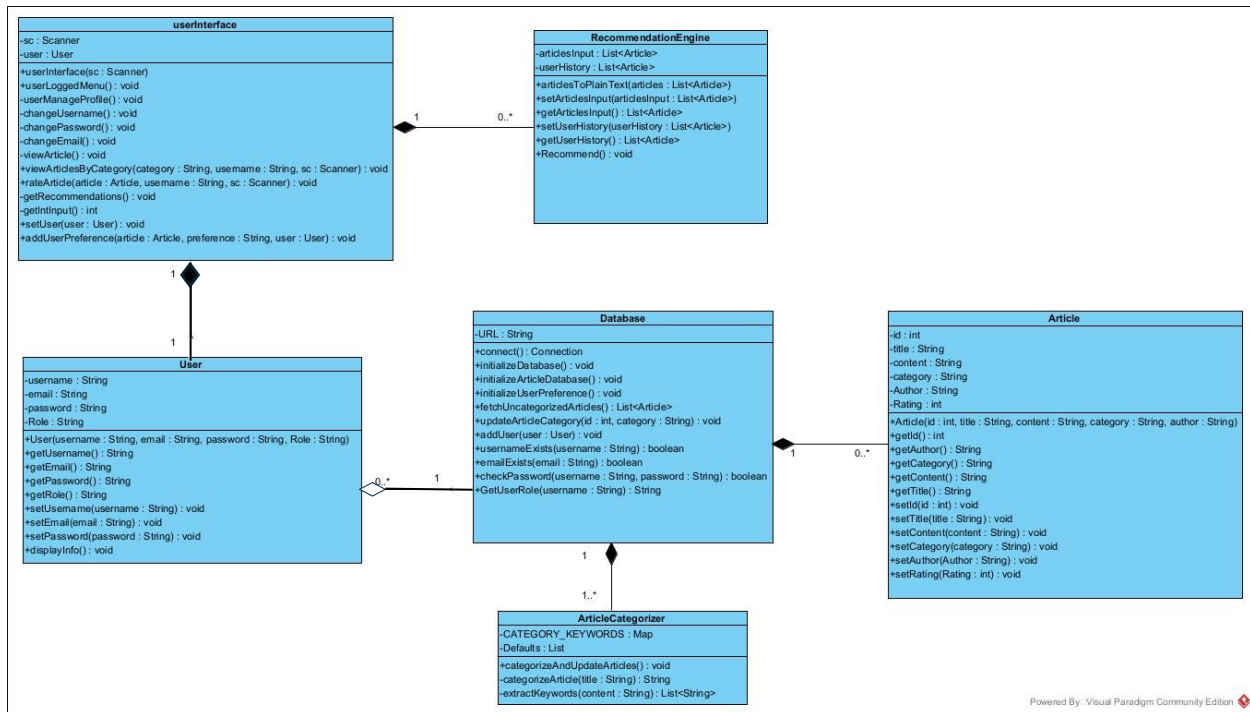 userInterface
-sc : Scanner
-user : User
+userInterface(sc : Scanner)
+userLoggedMenu() : void
-userManageProfile() : void
-changeUsername() : void
-changePassword() : void
-changeEmail() : void
-viewArticle() : void
+viewArticlesByCategory(category : String, username : String, sc : Scanner) : void
+rateArticle(article : Article, username : String, sc : Scanner) : void
-getRecommendations() : void
-getIntInput() : int
+setUser(user : User) : void
+addUserPreference(article : Article, preference : String, user : User) : void
1
0..*
RecommendationEngine
-articlesInput : List<Article>
-userHistory : List<Article>
+articlesToPlainText(articles : List<Article>)
+setArticlesInput(articlesInput : List<Article>)
+getArticlesInput() : List<Article>
+setUserHistory(userHistory : List<Article>)
+getUserHistory() : List<Article>
+Recommend() : void
1
1
User
-username : String
-email : String
-password : String
-Role : String
+User(username : String, email : String, password : String, Role : String)
+getUsername() : String
+getEmail() : String
+getPassword() : String
+getRole() : String
+setUsername(username : String) : void
+setEmail(email : String) : void
+setPassword(password : String) : void
+displayInfo() : void
0..*
1
Database
-URL : String
+connect() : Connection
+initializeDatabase() : void
+initializeArticleDatabase() : void
+initializeUserPreference() : void
+fetchUncategorizedArticles() : List<Article>
+updateArticleCategory(id : int, category : String) : void
+addUser(user : User) : void
+usernameExists(username : String) : boolean
+emailExists(email : String) : boolean
+checkPassword(username : String, password : String) : boolean
+GetUserRole(username : String) : String
1
0..*
Article
-id : int
-title : String
-content : String
-category : String
-Author : String
-Rating : int
+Article(id : int, title : String, content : String, category : String, author : String)
+getId() : int
+getAuthor() : String
+getCategory() : String
+getContent() : String
+getTitle() : String
+setId(id : int) : void
+setTitle(title : String) : void
+setContent(content : String) : void
+setCategory(category : String) : void
+setAuthor(Author : String) : void
+setRating(Rating : int) : void
1
1..*
ArticleCategorizer
-CATEGORY_KEYWORDS : Map
-Defaults : List
+categorizeAndUpdateArticles() : void
-categorizeArticle(title : String) : String
-extractKeywords(content : String) : List<String>
Powered By: Visual Paradigm Community Edition